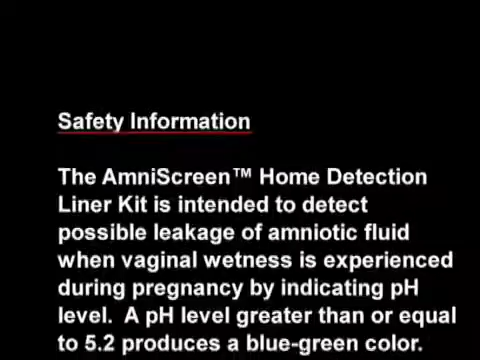 Safety Information
The AmniScreen™ Home Detection
Liner Kit is intended to detect
possible leakage of amniotic fluid
when vaginal wetness is experienced
during pregnancy by indicating pH
level. A pH level greater than or equal
to 5.2 produces a blue-green color.